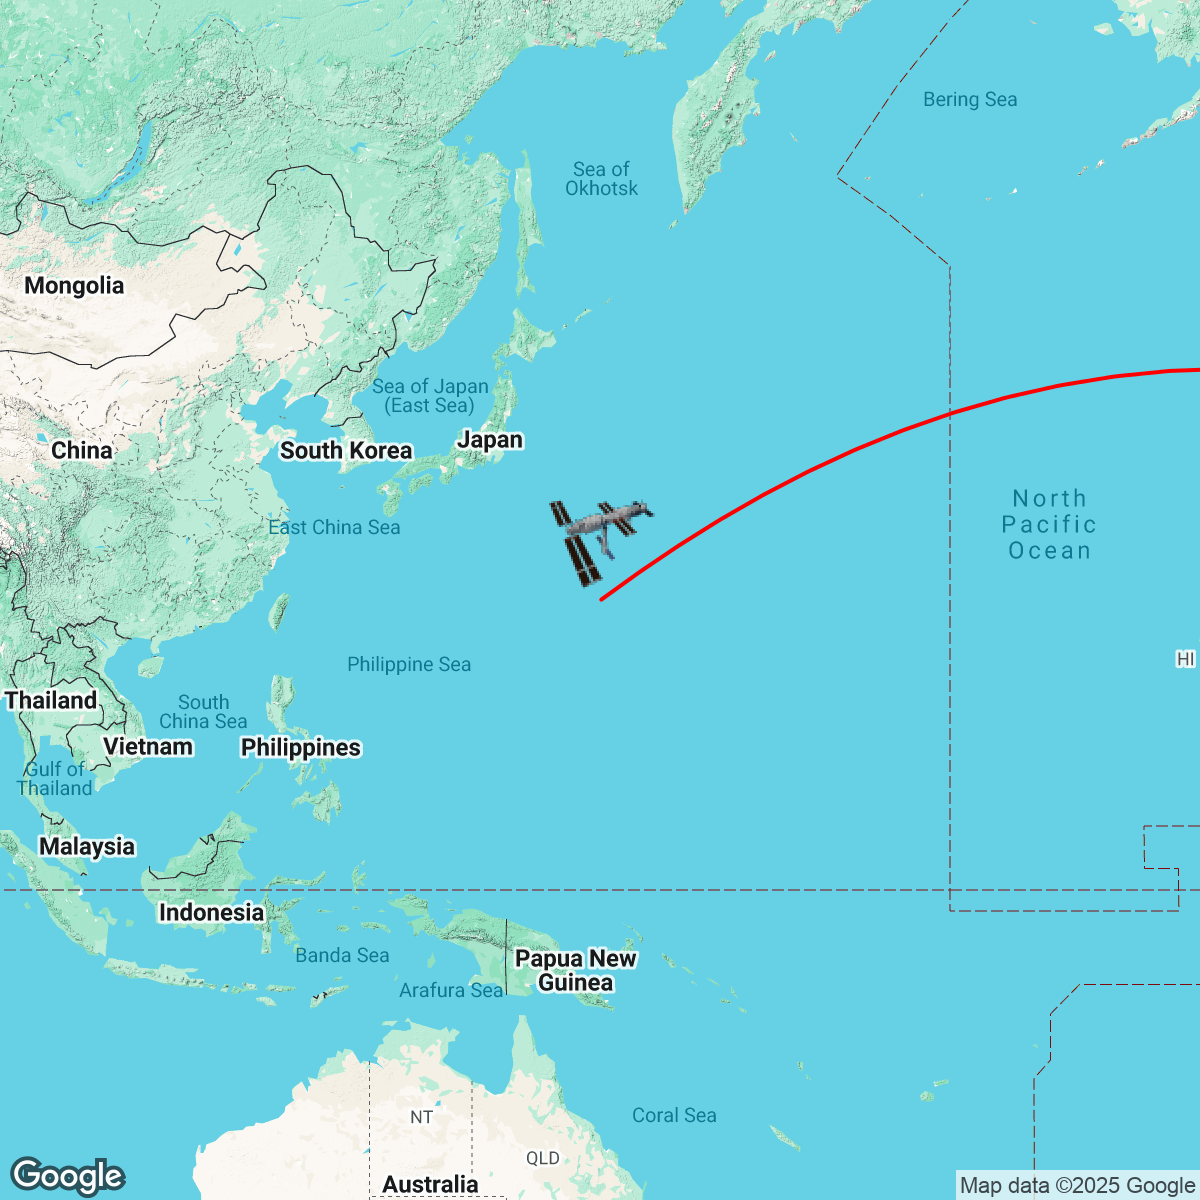 Bering Sea
Sea of
Okhotsk
Mongolia
Sea of Japan
(East Sea)
Japan
China
South Korea
North
Pacific
Ocean
East China Sea
HI
Philippine Sea
Thailand
South
China Sea
Vietnam
Philippines
Gulf of
Thailand
Malaysia
Indonesia
Banda Sea
Papua New
Guinea
Arafura Sea
NT
Coral Sea
QLD
Australia
Google
Map data ©2025 Google